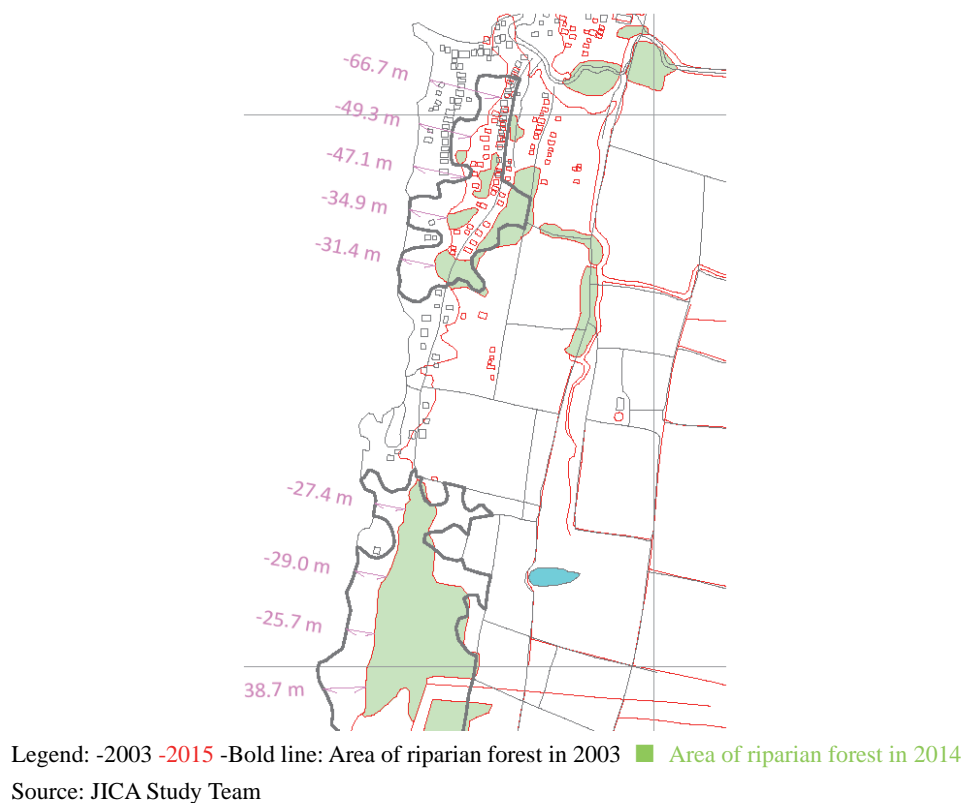 -66.7 m
-49.3 m
-47.1 m
-34.9 m
-31.4 m
-27.4 m
-29.0 m
-25.7 m
38.7 m
Legend: -2003 -2015 -Bold line: Area of riparian forest in 2003 ■ Area of riparian forest in 2014
Source: JICA Study Team